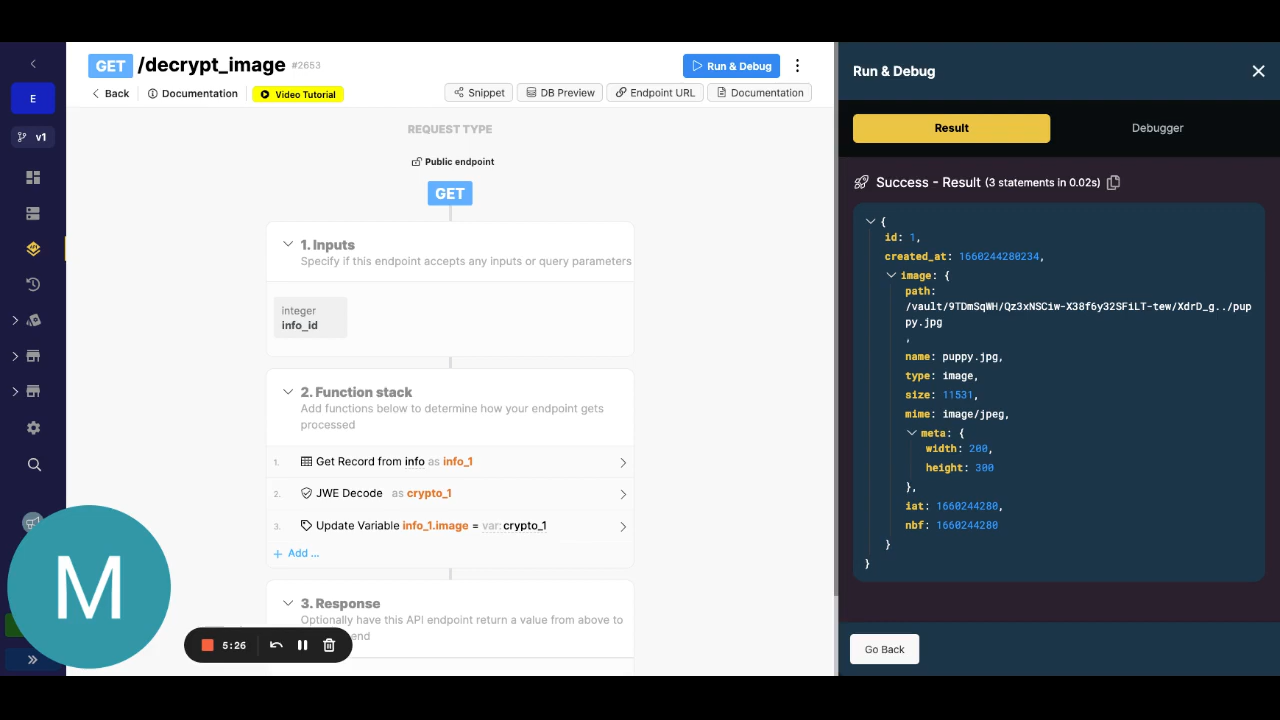 GET /decrypt_image #2653
Run & Debug
Back
Documentation
Video Tutorial
Snippet
DB Preview
Endpoint URL
Documentation
E
v1
REQUEST TYPE
Public endpoint
GET
1. Inputs
Specify if this endpoint accepts any inputs or query parameters
integer
info_id
2. Function stack
Add functions below to determine how your endpoint gets
processed
1. Get Record from info as info_1
2. JWE Decode as crypto_1
3. Update Variable info_1.image = var: crypto_1
+ Add ...
3. Response
Optionally have this API endpoint return a value from above to
end
M
5:26
Run & Debug
Result
Debugger
Success - Result (3 statements in 0.02s)
{
id: 1,
created_at: 1660244280234,
image: {
path:
/vault/9TDmSqWH/Qz3xNSCiw-X38f6y32SFiLT-tew/XdrD_g../pup
py.jpg
,
name: puppy.jpg,
type: image,
size: 11531,
mime: image/jpeg,
meta: {
width: 200,
height: 300
},
iat: 1660244280,
nbf: 1660244280
}
}
Go Back